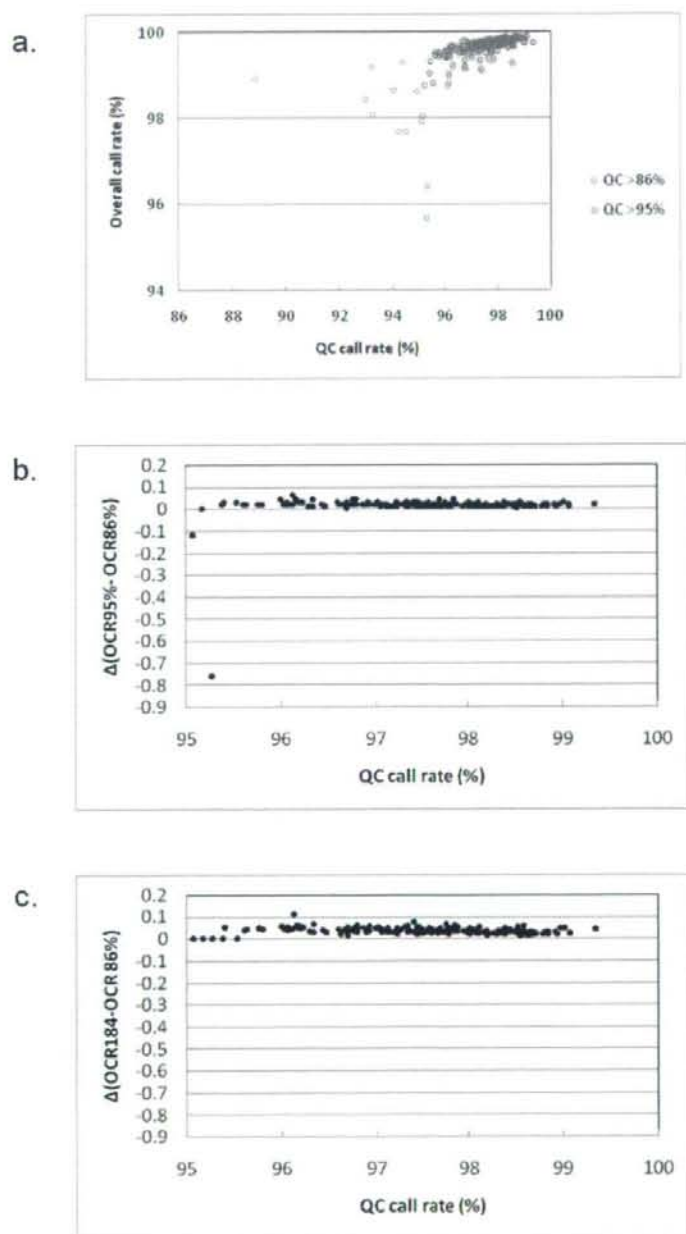 a.
100
98
96
94
Overall call rate (%)
86 88 90 92 94 96 98 100
QC call rate (%)
QC >86%
QC >95%
b.
0.2
0.1
0
-0.1
-0.2
-0.3
-0.4
-0.5
-0.6
-0.7
-0.8
-0.9
Δ(OCR95%- OCR86%)
95 96 97 98 99 100
QC call rate (%)
c.
0.2
0.1
0
-0.1
-0.2
-0.3
-0.4
-0.5
-0.6
-0.7
-0.8
-0.9
Δ(OCR184-OCR 86%)
95 96 97 98 99 100
QC call rate (%)